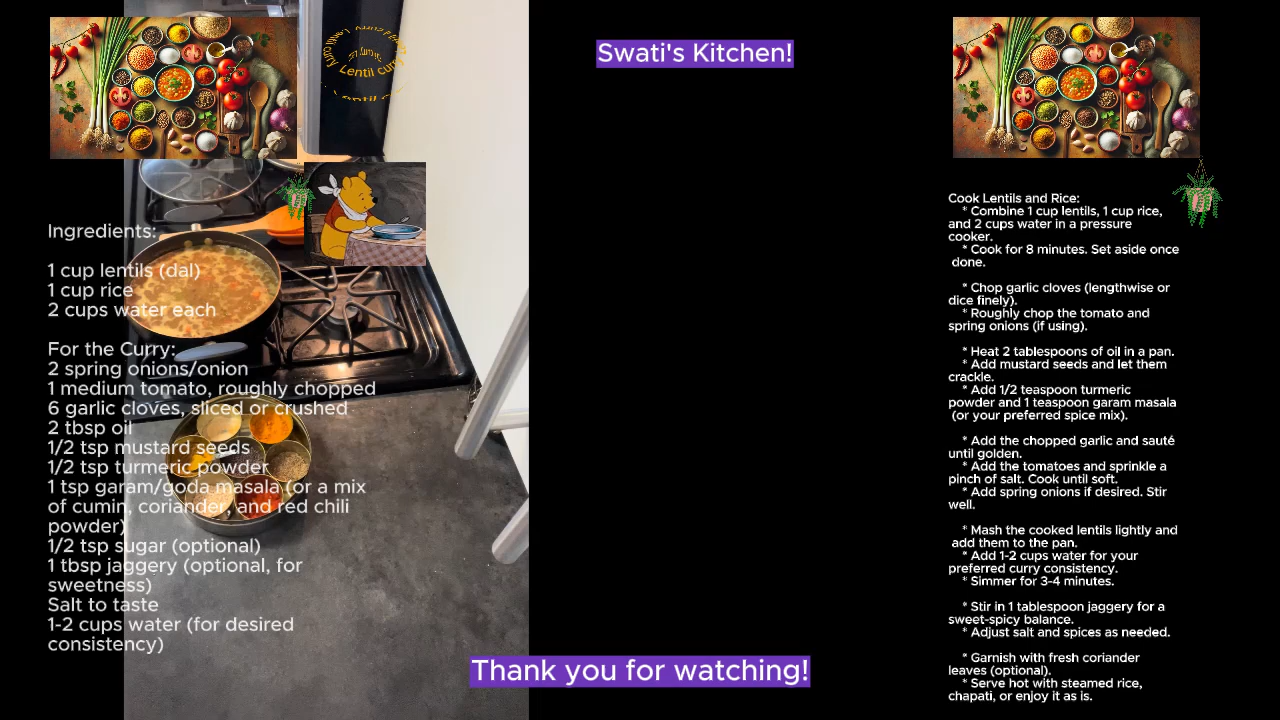 Swati's Kitchen!
Lentil curry
Ingredients:
1 cup lentils (dal)
1 cup rice
2 cups water each
For the Curry:
2 spring onions/onion
1 medium tomato, roughly chopped
6 garlic cloves, sliced or crushed
2 tbsp oil
1/2 tsp mustard seeds
1/2 tsp turmeric powder
1 tsp garam/goda masala (or a mix
of cumin, coriander, and red chili
powder)
1/2 tsp sugar (optional)
1 tbsp jaggery (optional, for
sweetness)
Salt to taste
1-2 cups water (for desired
consistency)
Cook Lentils and Rice:
* Combine 1 cup lentils, 1 cup rice,
and 2 cups water in a pressure
cooker.
* Cook for 8 minutes. Set aside once
done.
* Chop garlic cloves (lengthwise or
dice finely).
* Roughly chop the tomato and
spring onions (if using).
* Heat 2 tablespoons of oil in a pan.
* Add mustard seeds and let them
crackle.
* Add 1/2 teaspoon turmeric
powder and 1 teaspoon garam masala
(or your preferred spice mix).
* Add the chopped garlic and sauté
until golden.
* Add the tomatoes and sprinkle a
pinch of salt. Cook until soft.
* Add spring onions if desired. Stir
well.
* Mash the cooked lentils lightly and
add them to the pan.
* Add 1-2 cups water for your
preferred curry consistency.
* Simmer for 3-4 minutes.
* Stir in 1 tablespoon jaggery for a
sweet-spicy balance.
* Adjust salt and spices as needed.
* Garnish with fresh coriander
leaves (optional).
* Serve hot with steamed rice,
chapati, or enjoy it as is.
Thank you for watching!